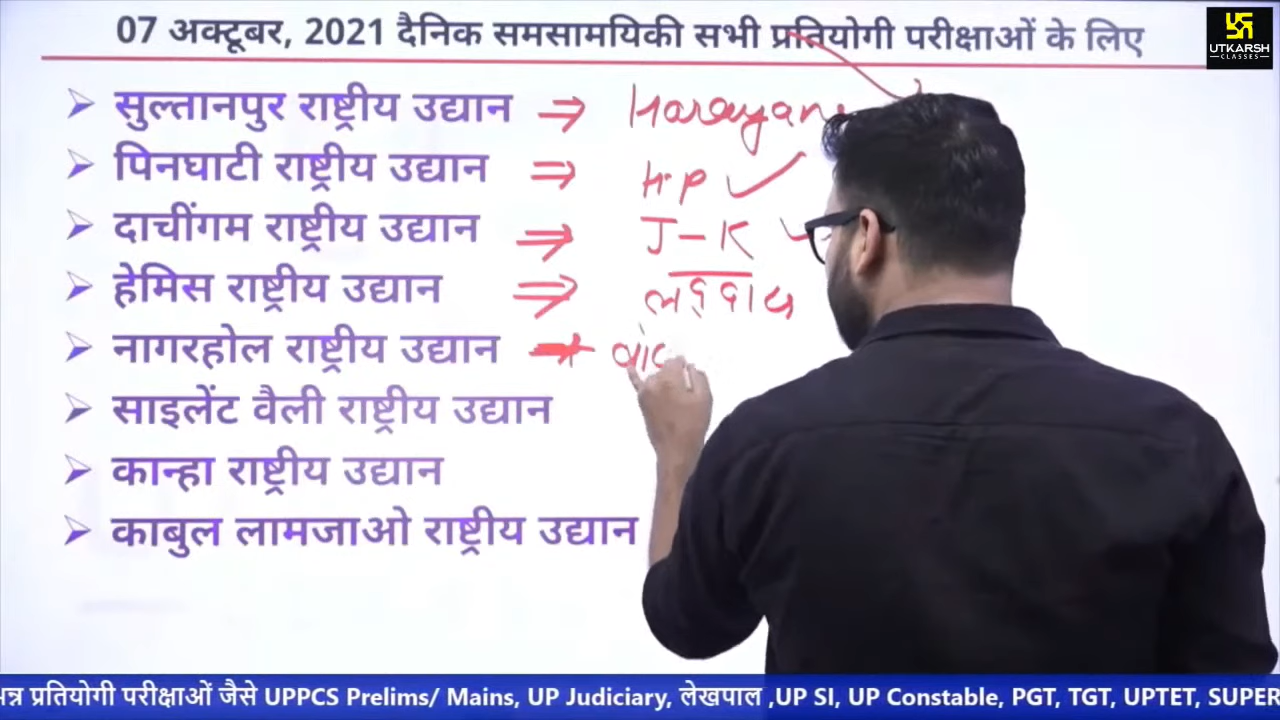 07 अक्टूबर, 2021 दैनिक समसामयिकी सभी प्रतियोगी परीक्षाओं के लिए
UTKARSH
CLASSES
सुल्तानपुर राष्ट्रीय उद्यान ⇒ Harayan
पिनघाटी राष्ट्रीय उद्यान ⇒ H.P ✓
दाचींगम राष्ट्रीय उद्यान ⇒ J-K
हेमिस राष्ट्रीय उद्यान ⇒ लद्दाख
नागरहोल राष्ट्रीय उद्यान →
साइलेंट वैली राष्ट्रीय उद्यान
कान्हा राष्ट्रीय उद्यान
काबुल लामजाओ राष्ट्रीय उद्यान
प्रतियोगी परीक्षाओं जैसे UPPCS Prelims/ Mains, UP Judiciary, लेखपाल ,UP SI, UP Constable, PGT, TGT, UPTET, SUPER